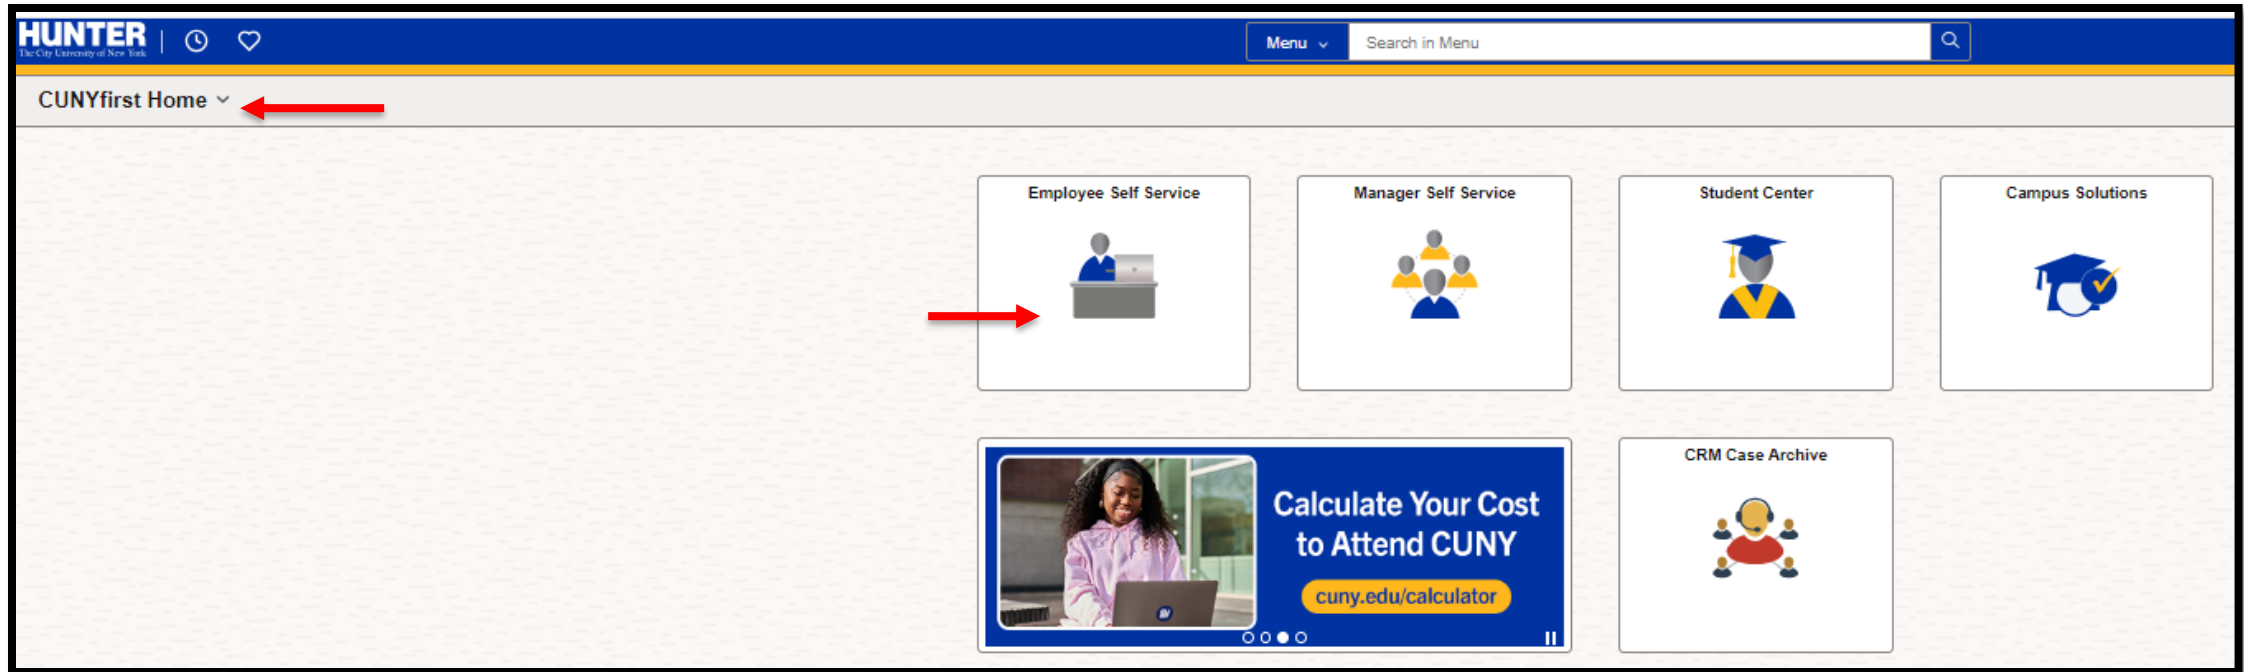 HUNTER
The City University of New York
Menu
Search in Menu
CUNYfirst Home
Employee Self Service
Manager Self Service
Student Center
Campus Solutions
Calculate Your Cost
to Attend CUNY
cuny.edu/calculator
CRM Case Archive